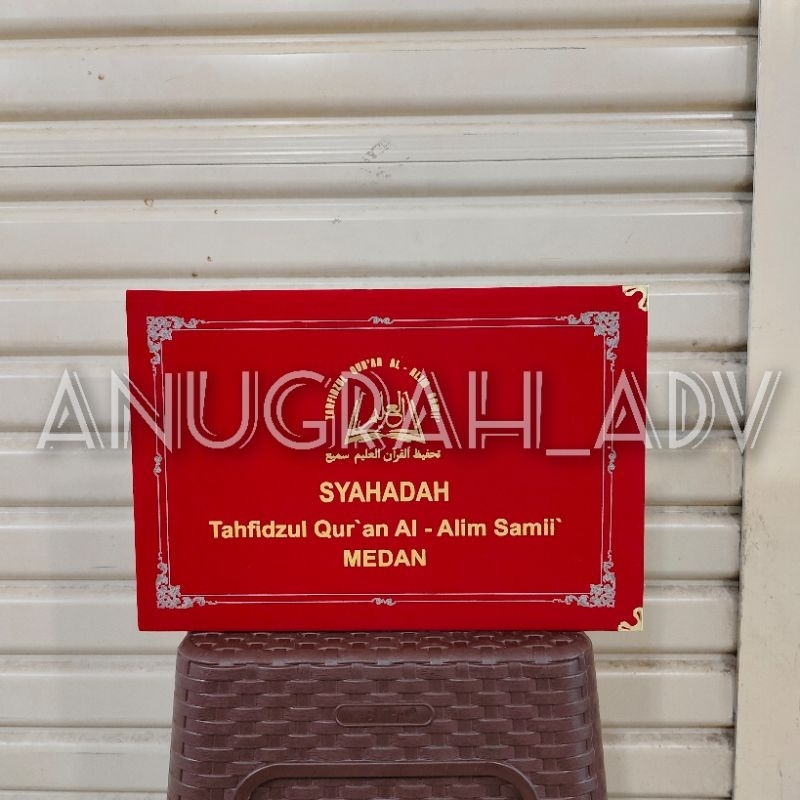 TAHFIDZUL QUR'AN AL - ALIM SAMII
تحفيظ القرآن العليم سميع
SYAHADAH
Tahfidzul Qur`an Al - Alim Samii`
MEDAN
ANUGRAH_ADV